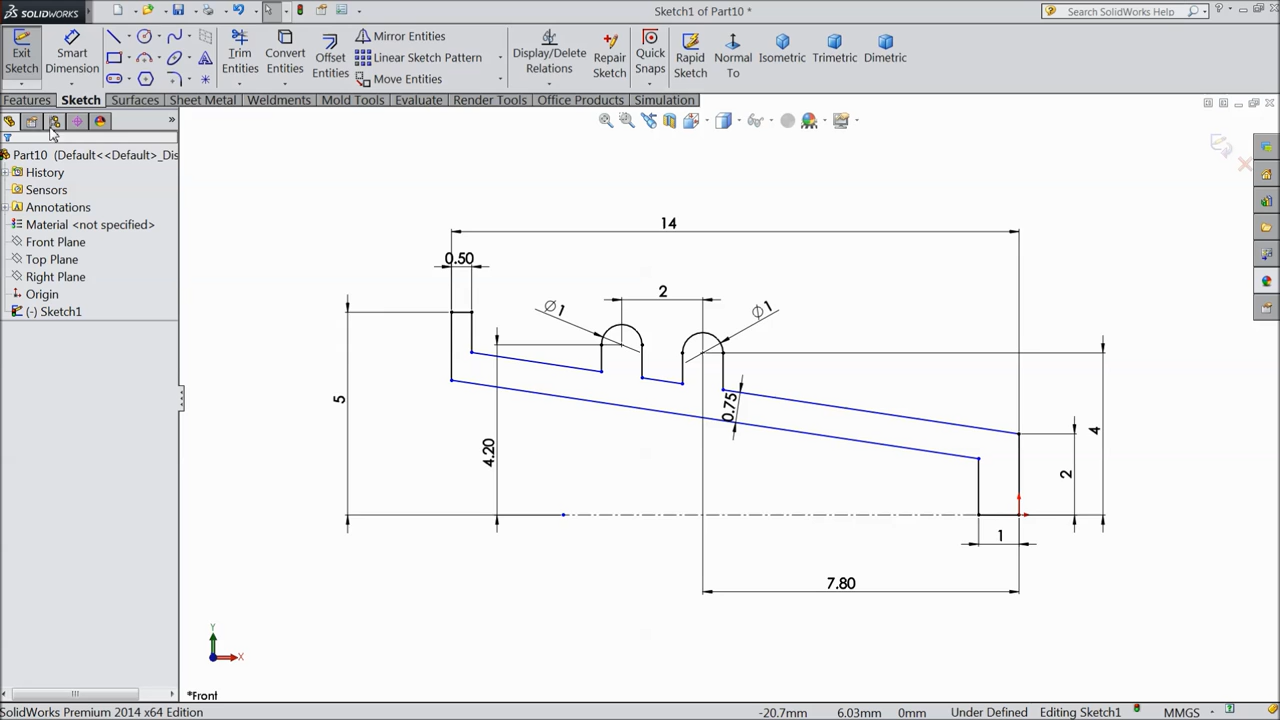 SOLIDWORKS
Sketch1 of Part10 *
Search SolidWorks Help
Exit Sketch
Smart Dimension
Trim Entities
Convert Entities
Offset Entities
Mirror Entities
Linear Sketch Pattern
Move Entities
Display/Delete Relations
Repair Sketch
Quick Snaps
Rapid Sketch
Normal To
Isometric
Trimetric
Dimetric
Features Sketch Surfaces Sheet Metal Weldments Mold Tools Evaluate Render Tools Office Products Simulation
Part10 (Default<<Default>_Dis
History
Sensors
Annotations
Material <not specified>
Front Plane
Top Plane
Right Plane
Origin
(-) Sketch1
14
0.50
2
Ø1
Ø1
5
4.20
0.75
4
2
1
7.80
Y
X
*Front
SolidWorks Premium 2014 x64 Edition
-20.7mm 6.03mm 0mm Under Defined Editing Sketch1 MMGS